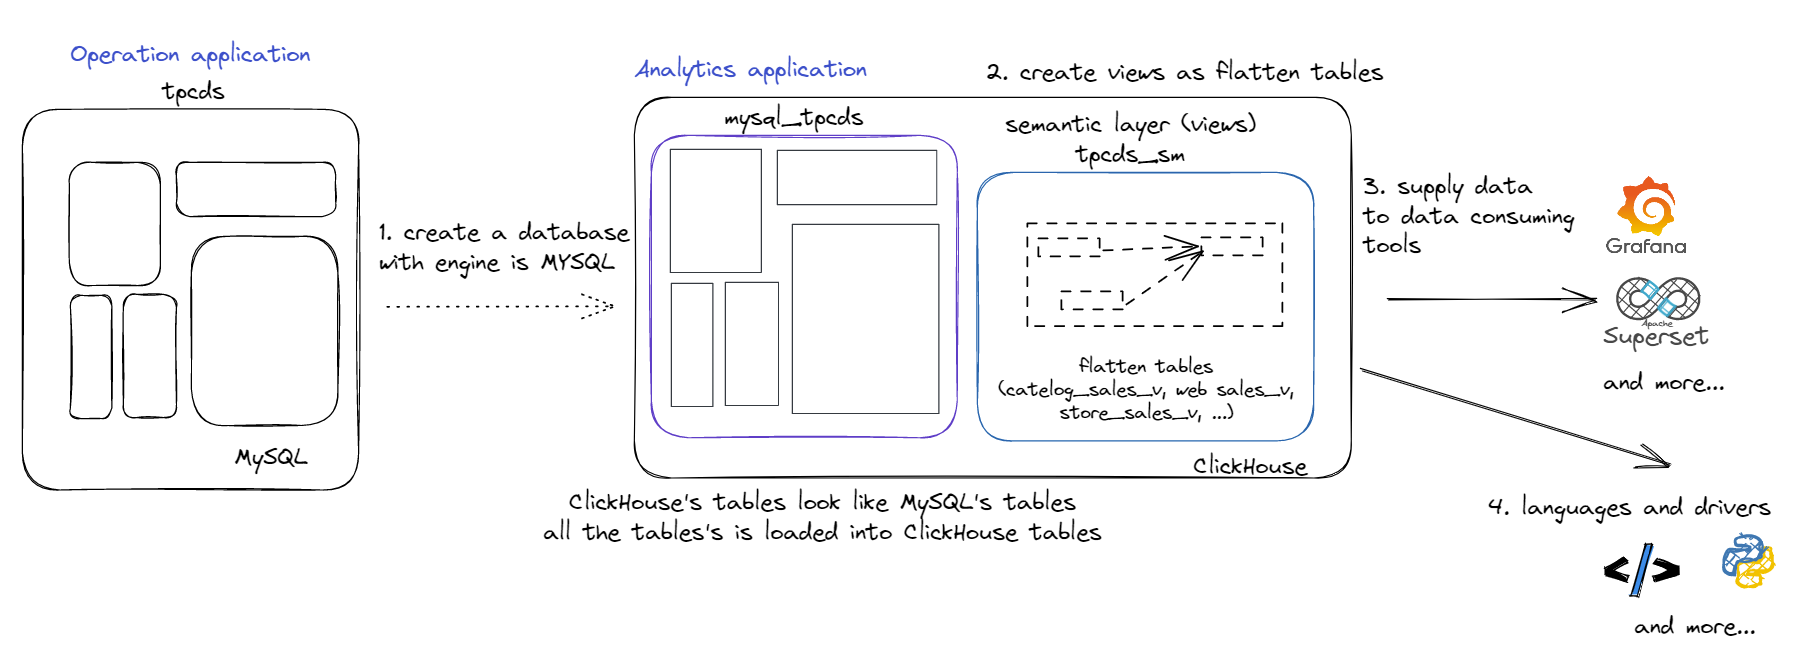 Operation application
tpcds
MySQL
1. create a database
with engine is MYSQL
Analytics application
2. create views as flatten tables
mysql_tpcds
semantic layer (views)
tpcds_sm
flatten tables
(catelog_sales_v, web sales_v,
store_sales_v, ...)
ClickHouse
ClickHouse's tables look like MySQL's tables
all the tables's is loaded into ClickHouse tables
3. supply data
to data consuming
tools
Grafana
Apache
Superset
and more...
4. languages and drivers
</>
and more...